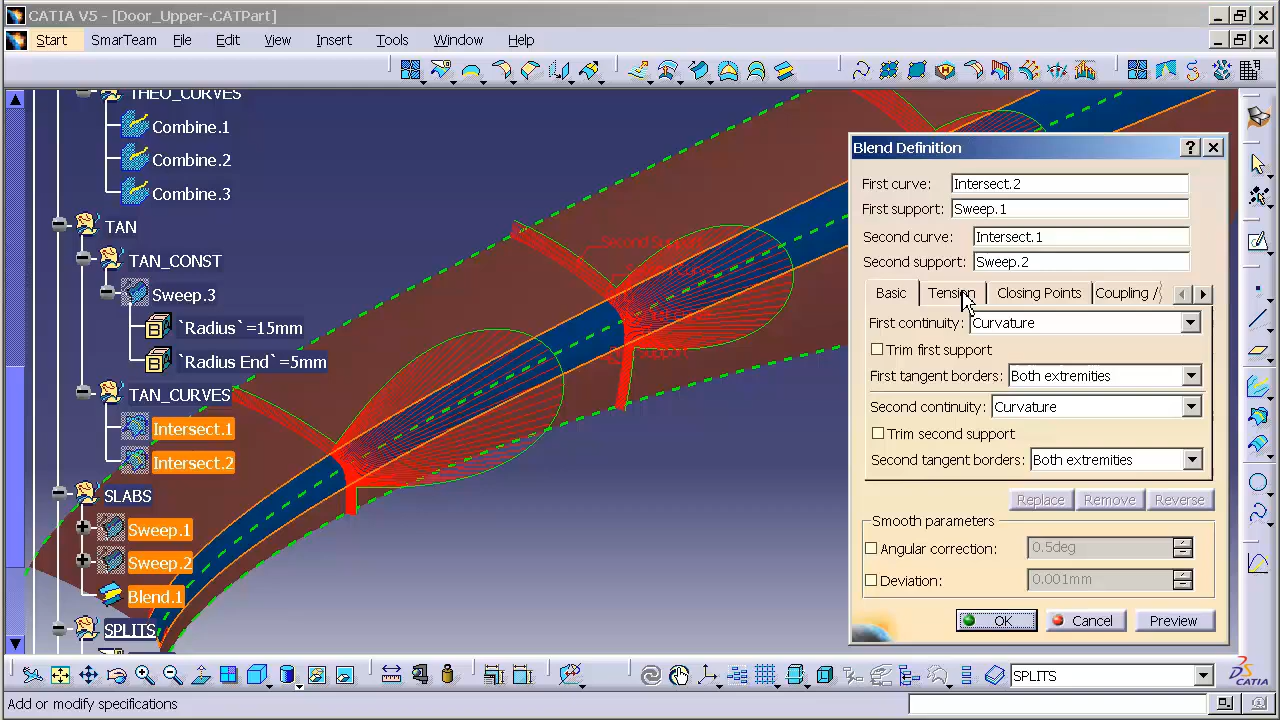 CATIA V5 - [Door_Upper-.CATPart]
Start SmarTeam File Edit View Insert Tools Window Help
THEO_CURVES
Combine.1
Combine.2
Combine.3
TAN
TAN_CONST
Sweep.3
`Radius`=15mm
`Radius End`=5mm
TAN_CURVES
Intersect.1
Intersect.2
SLABS
Sweep.1
Sweep.2
Blend.1
SPLITS
Second Support
Support
Blend Definition
First curve: Intersect.2
First support: Sweep.1
Second curve: Intersect.1
Second support: Sweep.2
Basic Tension Closing Points Coupling /
First continuity: Curvature
Trim first support
First tangent borders: Both extremities
Second continuity: Curvature
Trim second support
Second tangent borders: Both extremities
Replace Remove Reverse
Smooth parameters
Angular correction: 0.5deg
Deviation: 0.001mm
OK Cancel Preview
SPLITS
CATIA
Add or modify specifications